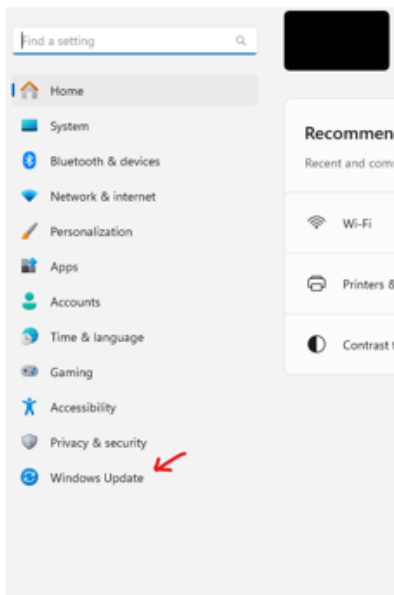 Find a setting
Home
System
Bluetooth & devices
Network & internet
Personalization
Apps
Accounts
Time & language
Gaming
Accessibility
Privacy & security
Windows Update
Recommen
Recent and com
Wi-Fi
Printers &
Contrast t